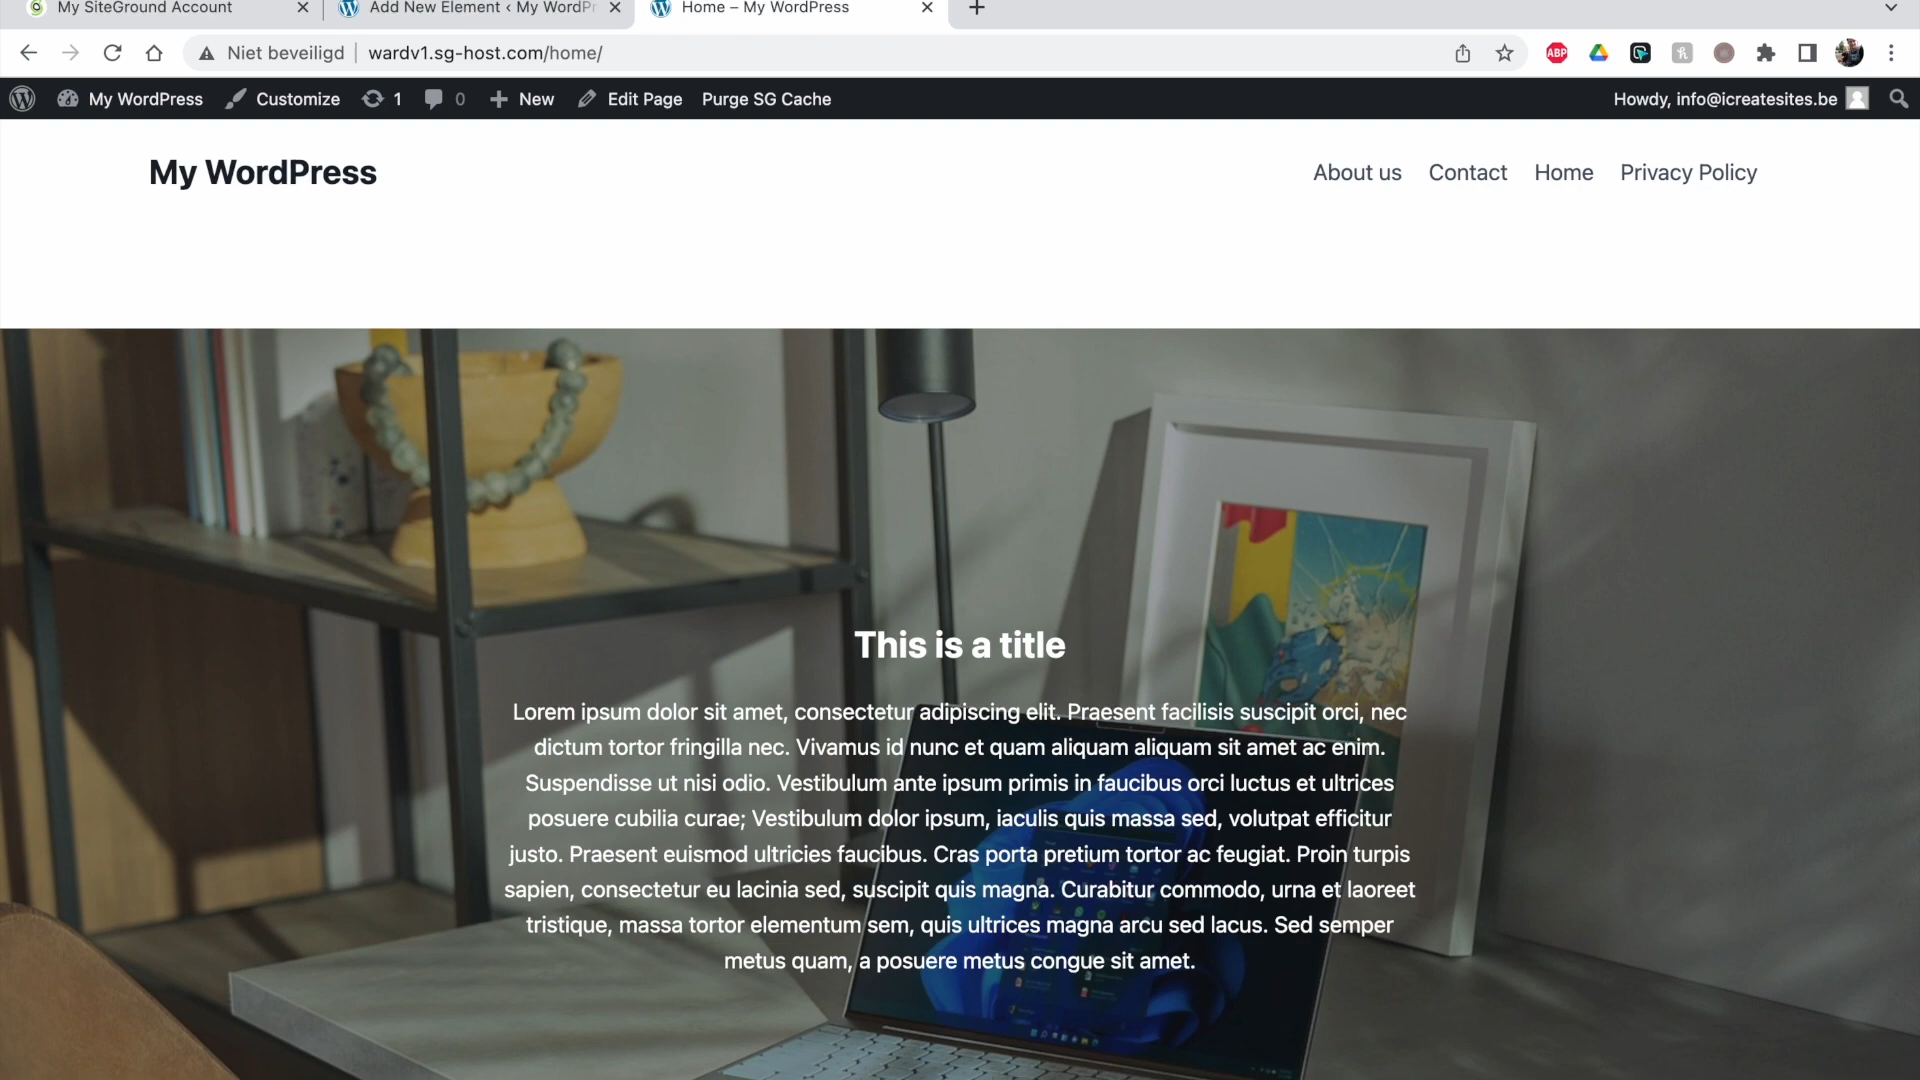 My SiteGround Account
Add New Element ‹ My WordPr
Home – My WordPress
Niet beveiligd
wardv1.sg-host.com/home/
ABP
My WordPress
Customize
1
0
New
Edit Page
Purge SG Cache
Howdy, info@icreatesites.be
My WordPress
About us
Contact
Home
Privacy Policy
This is a title
Lorem ipsum dolor sit amet, consectetur adipiscing elit. Praesent facilisis suscipit orci, nec
dictum tortor fringilla nec. Vivamus id nunc et quam aliquam aliquam sit amet ac enim.
Suspendisse ut nisi odio. Vestibulum ante ipsum primis in faucibus orci luctus et ultrices
posuere cubilia curae; Vestibulum dolor ipsum, iaculis quis massa sed, volutpat efficitur
justo. Praesent euismod ultricies faucibus. Cras porta pretium tortor ac feugiat. Proin turpis
sapien, consectetur eu lacinia sed, suscipit quis magna. Curabitur commodo, urna et laoreet
tristique, massa tortor elementum sem, quis ultrices magna arcu sed lacus. Sed semper
metus quam, a posuere metus congue sit amet.